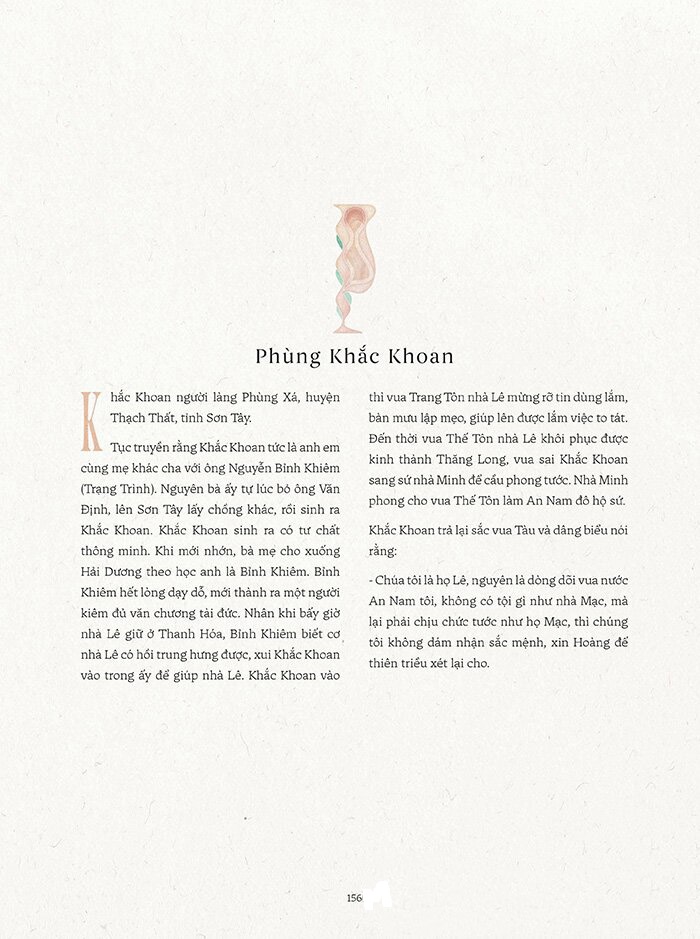 Phùng Khắc Khoan
Khắc Khoan người làng Phùng Xá, huyện
Thạch Thất, tỉnh Sơn Tây.
Tục truyền rằng Khắc Khoan tức là anh em
cùng mẹ khác cha với ông Nguyễn Bỉnh Khiêm
(Trạng Trình). Nguyên bà ấy tự lúc bỏ ông Văn
Định, lên Sơn Tây lấy chồng khác, rồi sinh ra
Khắc Khoan. Khắc Khoan sinh ra có tư chất
thông minh. Khi mới nhớn, bà mẹ cho xuống
Hải Dương theo học anh là Bỉnh Khiêm. Bỉnh
Khiêm hết lòng dạy dỗ, mới thành ra một người
kiêm đủ văn chương tài đức. Nhân khi bấy giờ
nhà Lê giữ ở Thanh Hóa, Bỉnh Khiêm biết cơ
nhà Lê có hồi trung hưng được, xui Khắc Khoan
vào trong ấy để giúp nhà Lê. Khắc Khoan vào
thì vua Trang Tôn nhà Lê mừng rỡ tin dùng lắm,
bàn mưu lập mẹo, giúp lên được lắm việc to tát.
Đến thời vua Thế Tôn nhà Lê khôi phục được
kinh thành Thăng Long, vua sai Khắc Khoan
sang sứ nhà Minh để cầu phong tước. Nhà Minh
phong cho vua Thế Tôn làm An Nam đô hộ sứ.
Khắc Khoan trả lại sắc vua Tàu và dâng biểu nói
rằng:
- Chúa tôi là họ Lê, nguyên là dòng dõi vua nước
An Nam tôi, không có tội gì như nhà Mạc, mà
lại phải chịu chức tước như họ Mạc, thì chúng
tôi không dám nhận sắc mệnh, xin Hoàng đế
thiên triều xét lại cho.
156